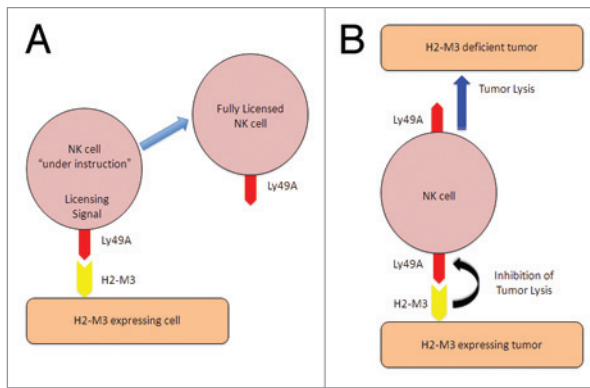 A
NK cell
"under instruction"
Licensing
Signal
Ly49A
H2-M3
H2-M3 expressing cell
Fully Licensed
NK cell
Ly49A
B
H2-M3 deficient tumor
Tumor Lysis
Ly49A
NK cell
Ly49A
H2-M3
Inhibition of
Tumor Lysis
H2-M3 expressing tumor